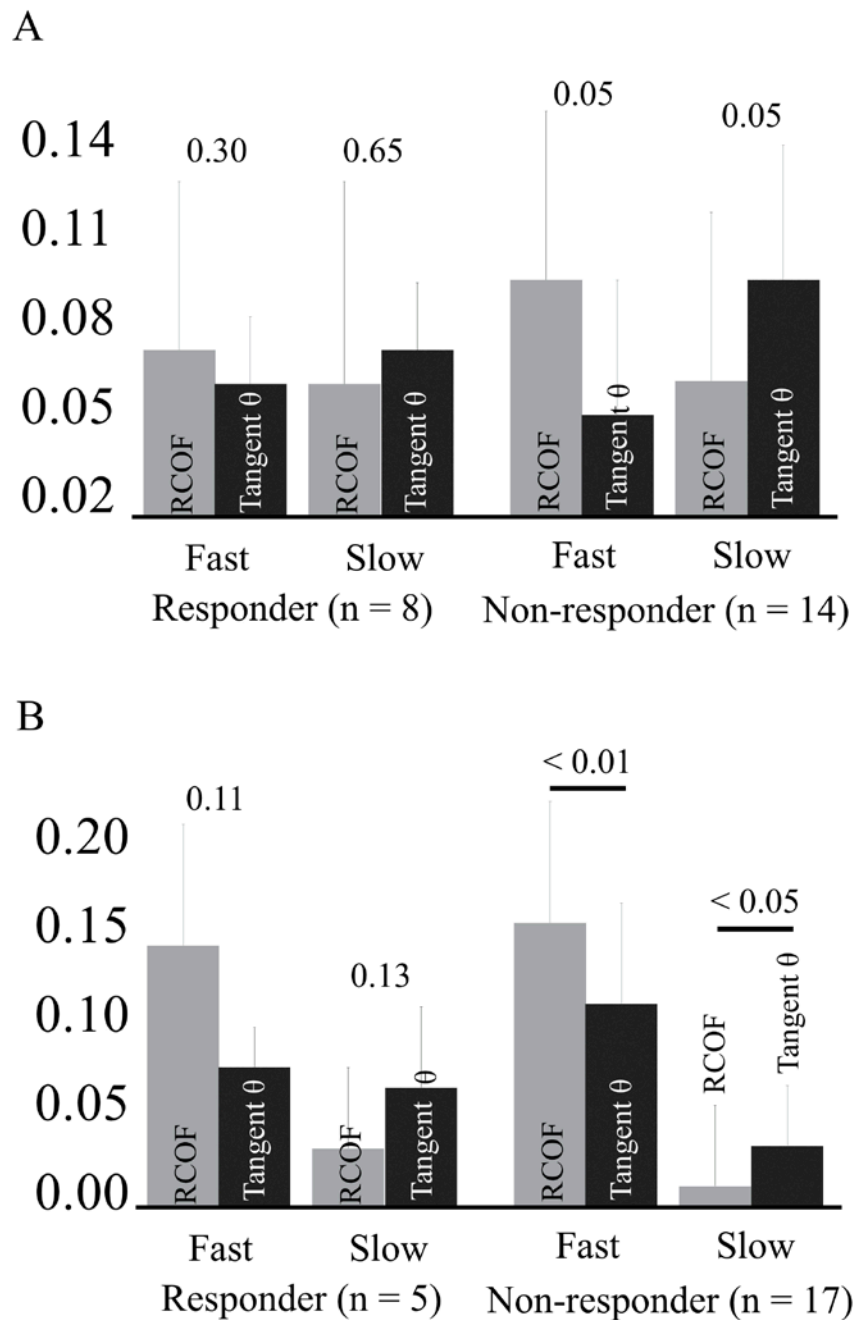 A
0.14
0.11
0.08
0.05
0.02
0.30
0.65
0.05
0.05
RCOF
Tangent θ
RCOF
Tangent θ
RCOF
Tangent θ
RCOF
Tangent θ
Fast
Slow
Fast
Slow
Responder (n = 8)
Non-responder (n = 14)
B
0.20
0.15
0.10
0.05
0.00
0.11
0.13
< 0.01
< 0.05
RCOF
Tangent θ
RCOF
Tangent θ
RCOF
Tangent θ
RCOF
Tangent θ
Fast
Slow
Fast
Slow
Responder (n = 5)
Non-responder (n = 17)